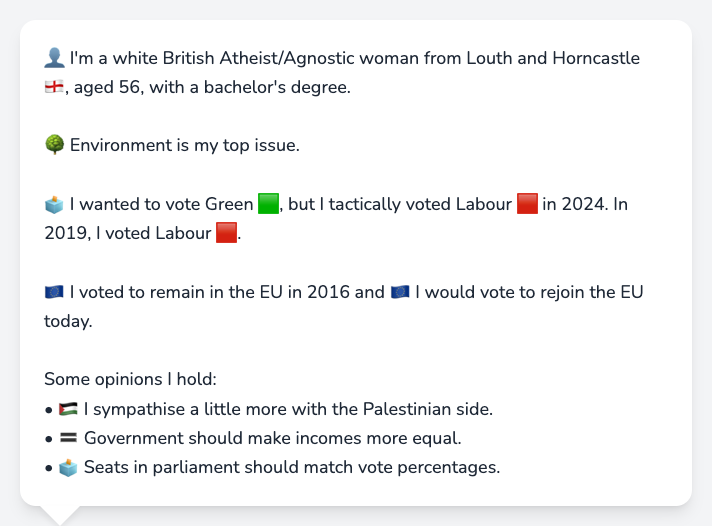 👤 I'm a white British Atheist/Agnostic woman from Louth and Horncastle
🏴󠁧󠁢󠁥󠁮󠁧󠁿, aged 56, with a bachelor's degree.
🌳 Environment is my top issue.
🗳️ I wanted to vote Green 🟩, but I tactically voted Labour 🟥 in 2024. In
2019, I voted Labour 🟥.
🇪🇺 I voted to remain in the EU in 2016 and 🇪🇺 I would vote to rejoin the EU
today.
Some opinions I hold:
• 🇵🇸 I sympathise a little more with the Palestinian side.
• 🟰 Government should make incomes more equal.
• 🗳️ Seats in parliament should match vote percentages.